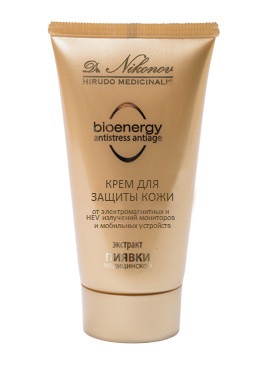 Dr. Nikonov
HIRUDO MEDICINALIS
bioenergy
antistress antiage
КРЕМ ДЛЯ
ЗАЩИТЫ КОЖИ
от электромагнитных и
HEV излучений мониторов
и мобильных устройств
экстракт
ПИЯВКИ
медицинской